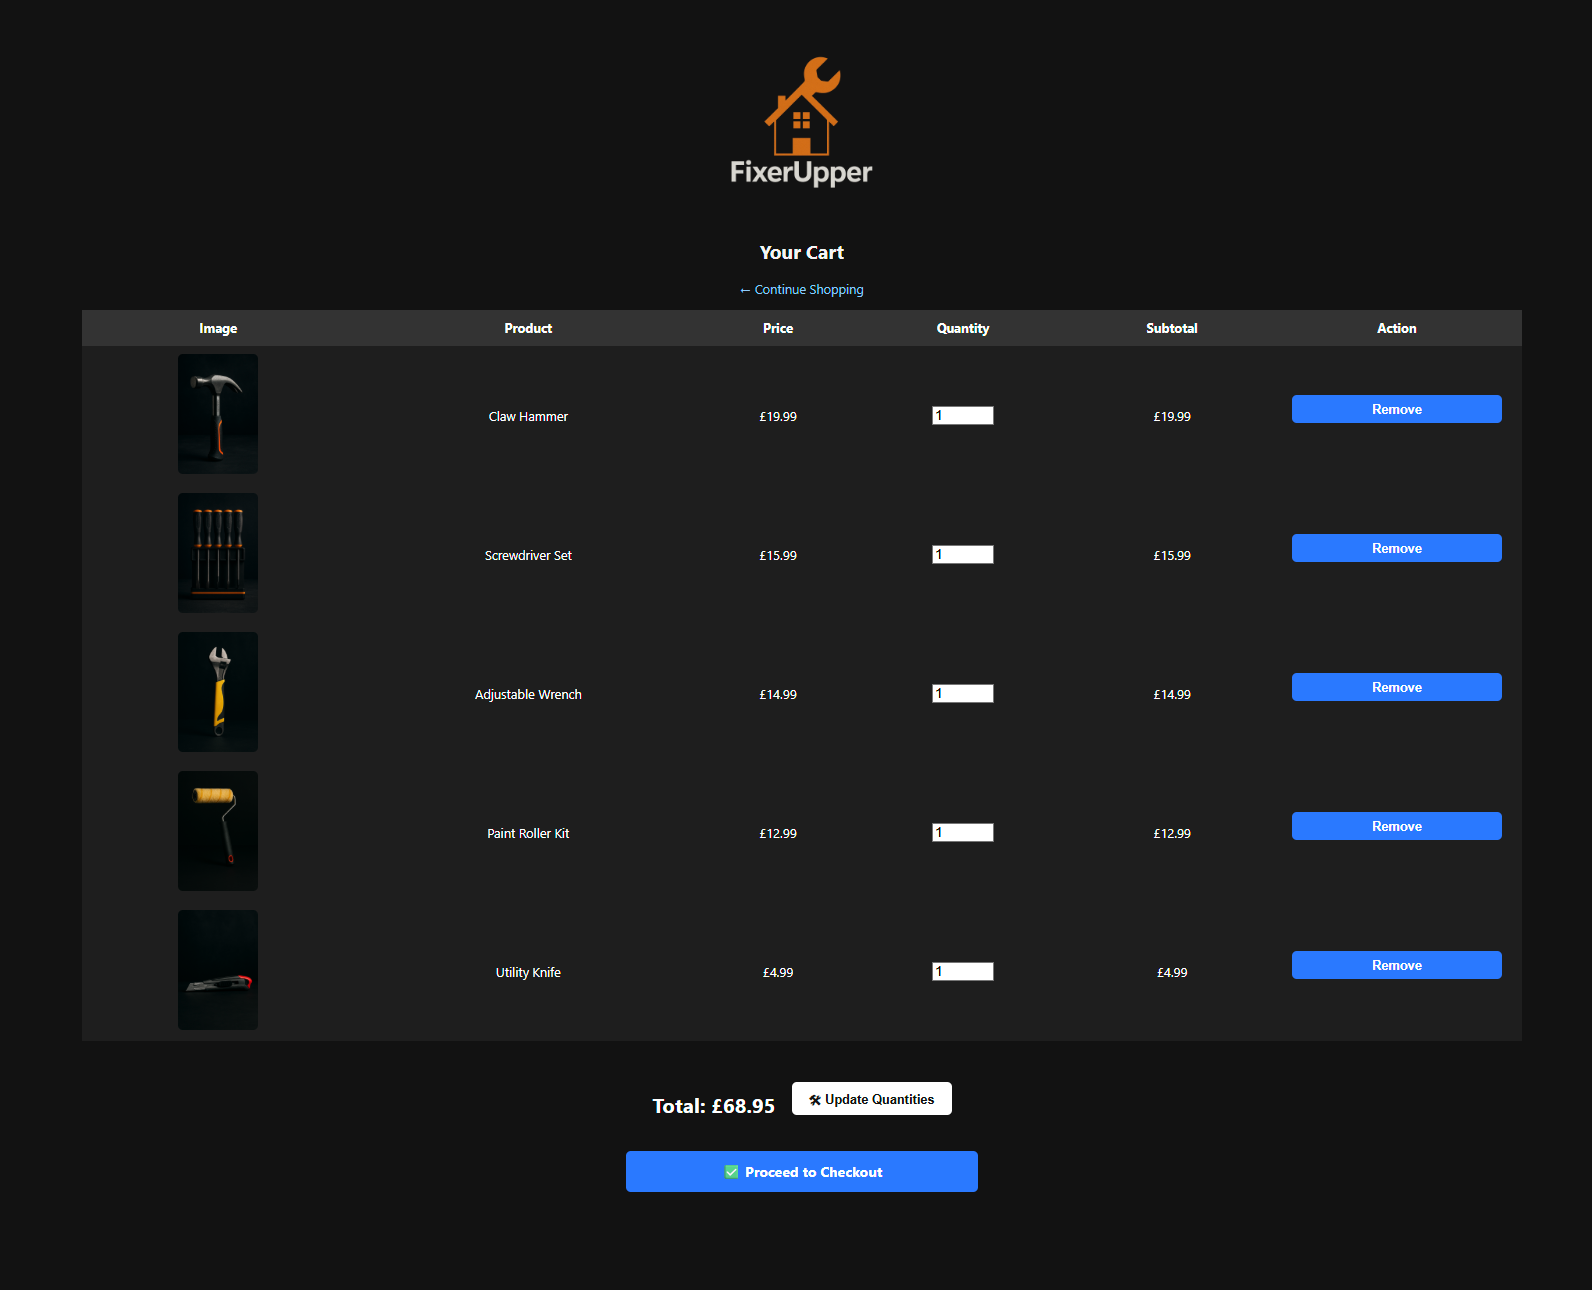 FixerUpper
Your Cart
← Continue Shopping
Image Product Price Quantity Subtotal Action
Claw Hammer £19.99 1 £19.99 Remove
Screwdriver Set £15.99 1 £15.99 Remove
Adjustable Wrench £14.99 1 £14.99 Remove
Paint Roller Kit £12.99 1 £12.99 Remove
Utility Knife £4.99 1 £4.99 Remove
Total: £68.95 🛠 Update Quantities
✅ Proceed to Checkout